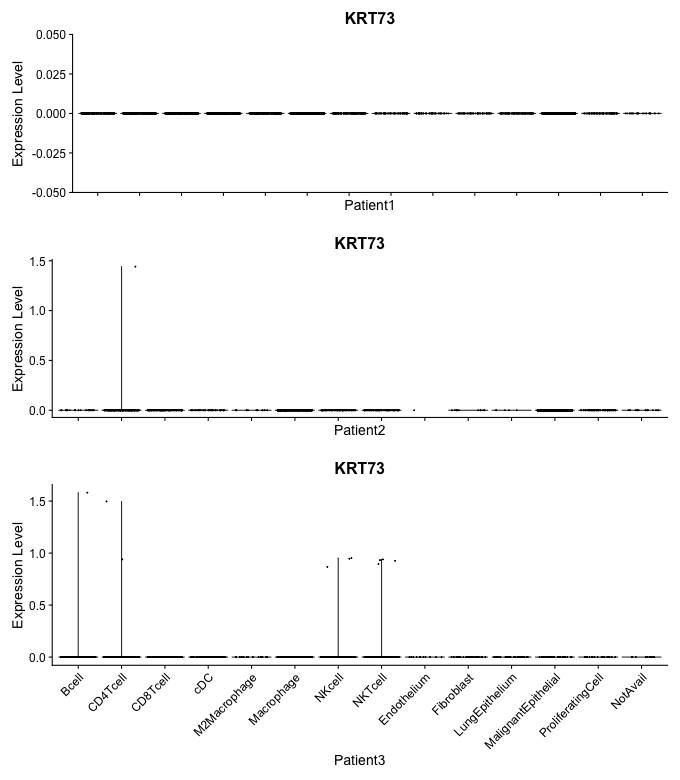 KRT73
Expression Level
0.050
0.025
0.000
-0.025
-0.050
Patient1
KRT73
Expression Level
1.5
1.0
0.5
0.0
Patient2
KRT73
Expression Level
1.5
1.0
0.5
0.0
Bcell
CD4Tcell
CD8Tcell
cDC
M2Macrophage
Macrophage
NKcell
NKTcell
Endothelium
Fibroblast
LungEpithelium
MalignantEpithelial
ProliferatingCell
NotAvail
Patient3